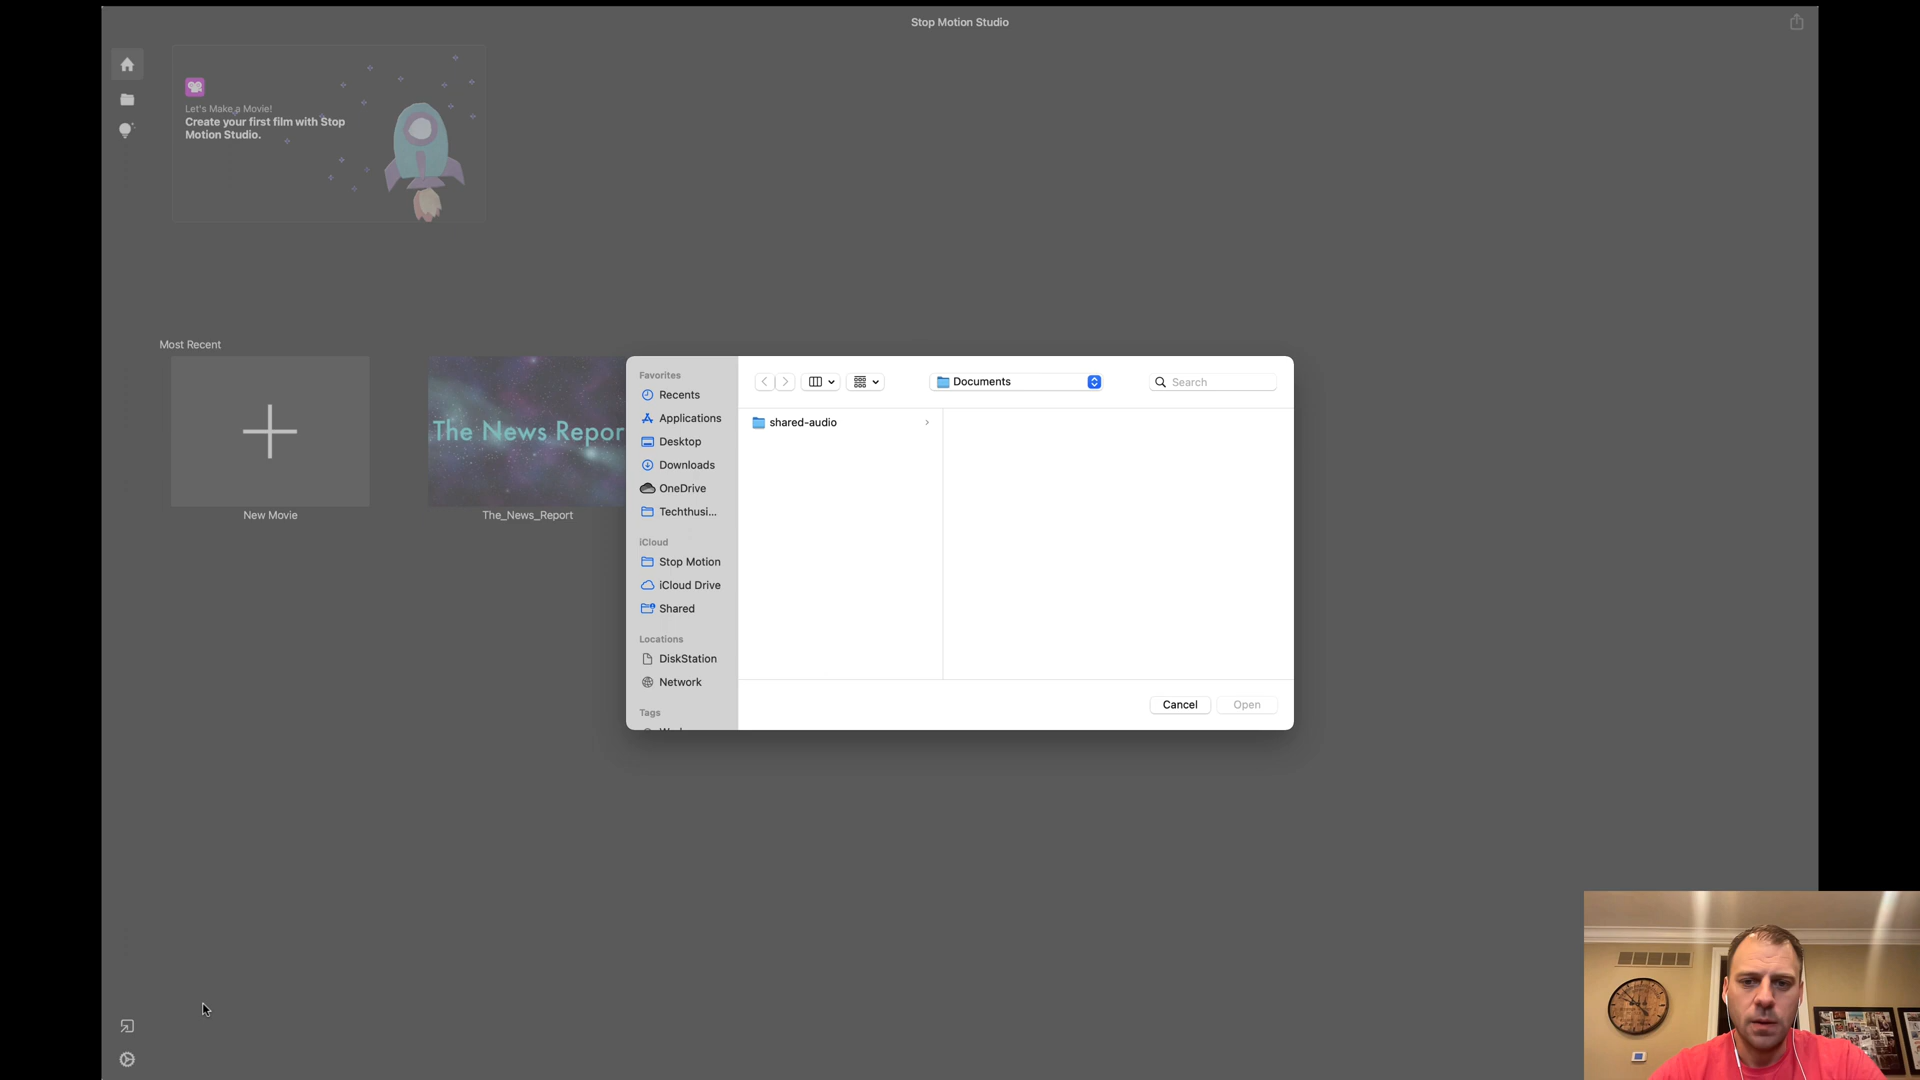 Stop Motion Studio
Let's Make a Movie!
Create your first film with Stop
Motion Studio.
Most Recent
New Movie
The News Repor
The_News_Report
Favorites
Recents
Applications
Desktop
Downloads
OneDrive
Techthusi...
iCloud
Stop Motion
iCloud Drive
Shared
Locations
DiskStation
Network
Tags
Documents
Search
shared-audio
Cancel
Open